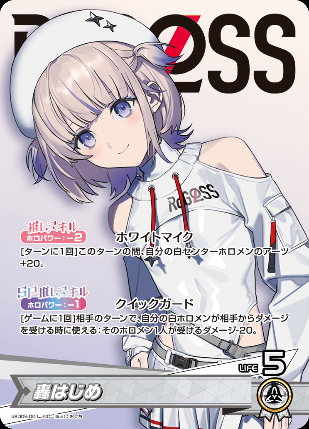 ReGLOSS
ReGLOSS
推しスキル
ホロパワー：-2
ホワイトマイク
[ターンに1回]このターンの間、自分の白センターホロメンのアーツ
+20。
SP推しスキル
ホロパワー：-1
クイックガード
[ゲームに1回]相手のターンで、自分の白ホロメンが相手からダメージ
を受ける時に使える：そのホロメン1人が受けるダメージ-20。
LIFE 5
轟はじめ